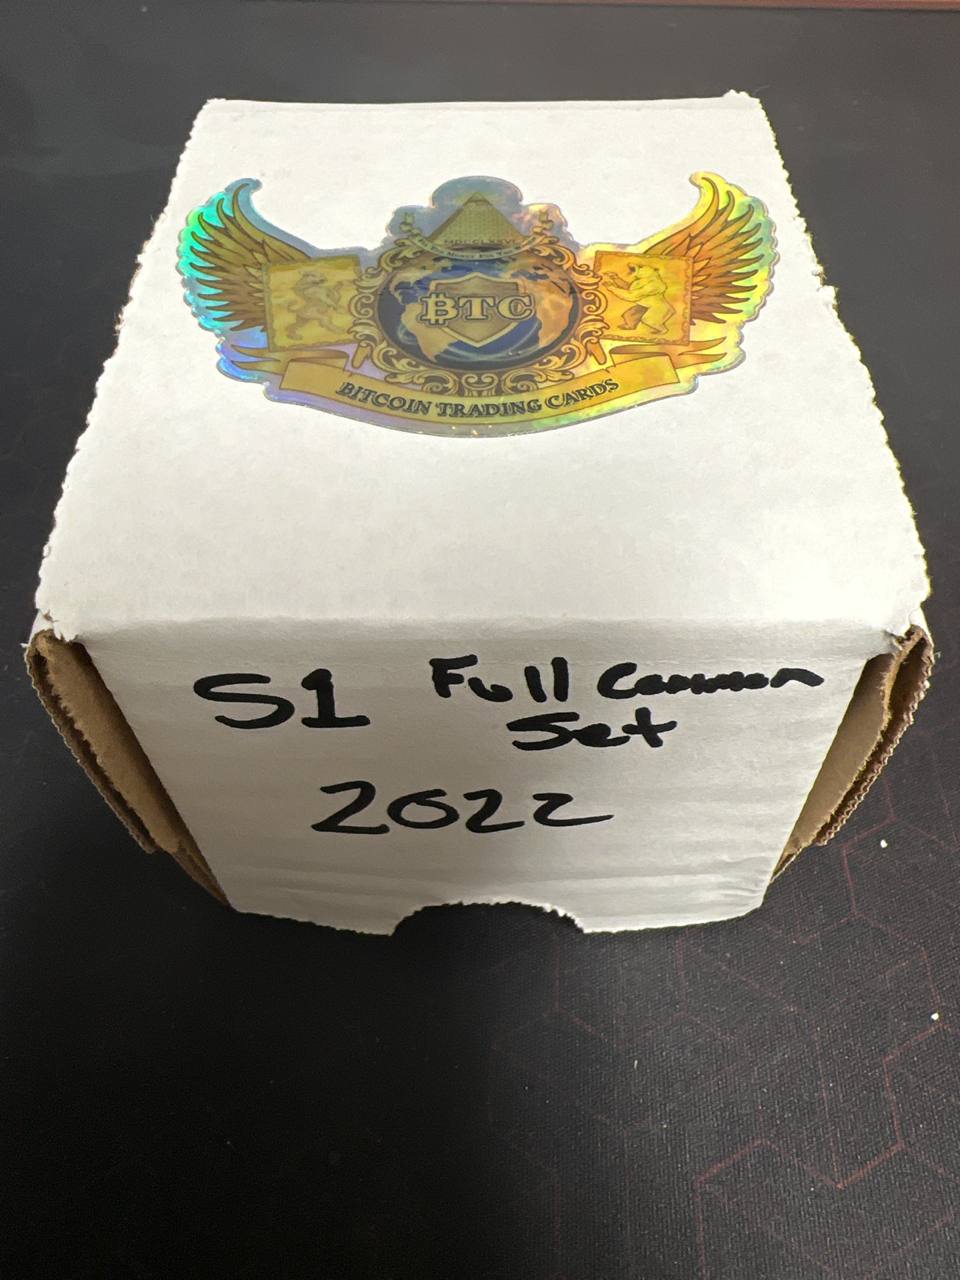 BTC
BITCOIN TRADING CARDS
S1 Full Common
Set
2022